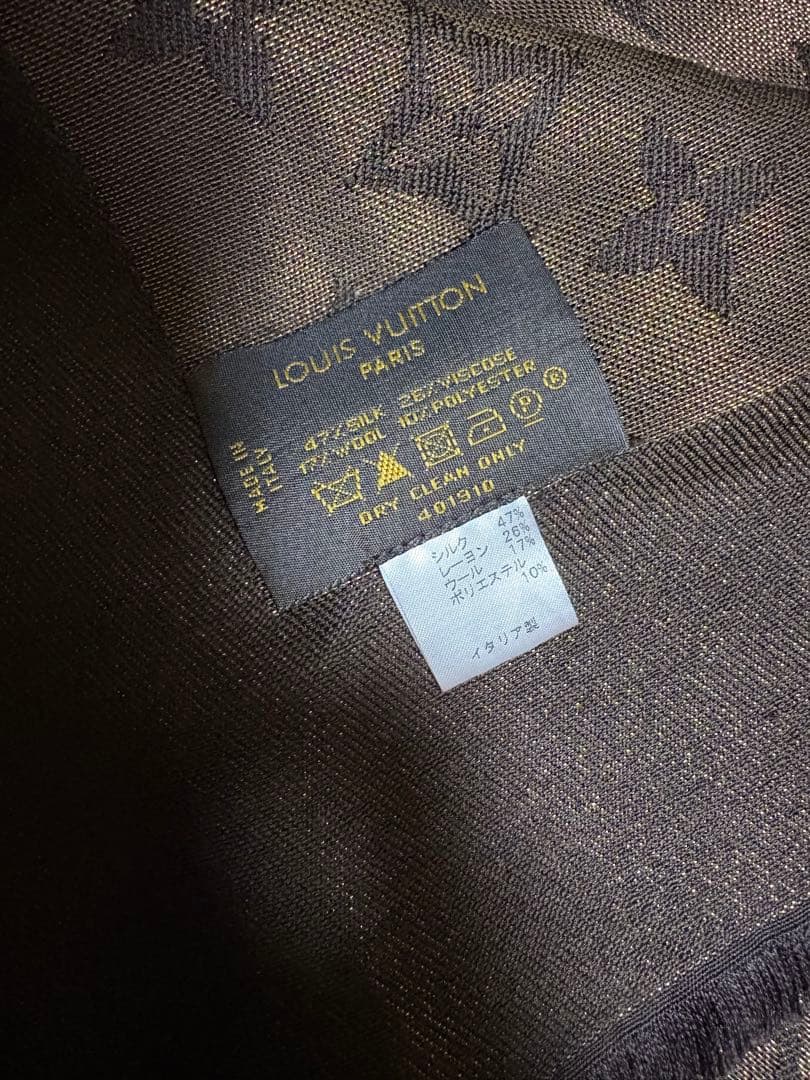 LOUIS VUITTON
PARIS
47%SILK 26%VISCOSE
17%WOOL 10%POLYESTER
P
DRY CLEAN ONLY
401910
MADE IN
ITALY
シルク 47%
レーヨン 26%
ウール 17%
ポリエステル 10%
イタリア製